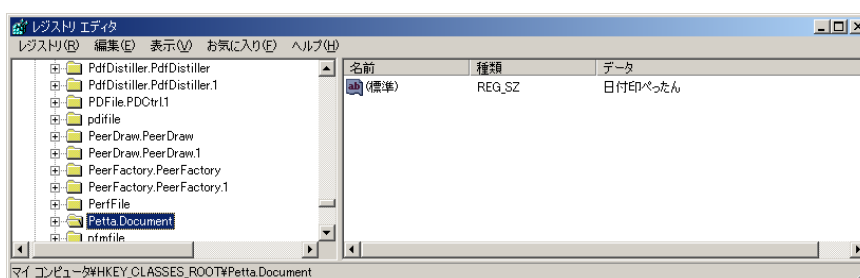 レジストリ エディタ
レジストリ(R) 編集(E) 表示(V) お気に入り(F) ヘルプ(H)
PdfDistiller.PdfDistiller
PdfDistiller.PdfDistiller.1
PDFile.PDCtrl.1
pdifile
PeerDraw.PeerDraw
PeerDraw.PeerDraw.1
PeerFactory.PeerFactory
PeerFactory.PeerFactory.1
PerfFile
Petta.Document
pfmfile
名前 種類 データ
ab (標準) REG_SZ 日付印ぺったん
マイ コンピュータ¥HKEY_CLASSES_ROOT¥Petta.Document